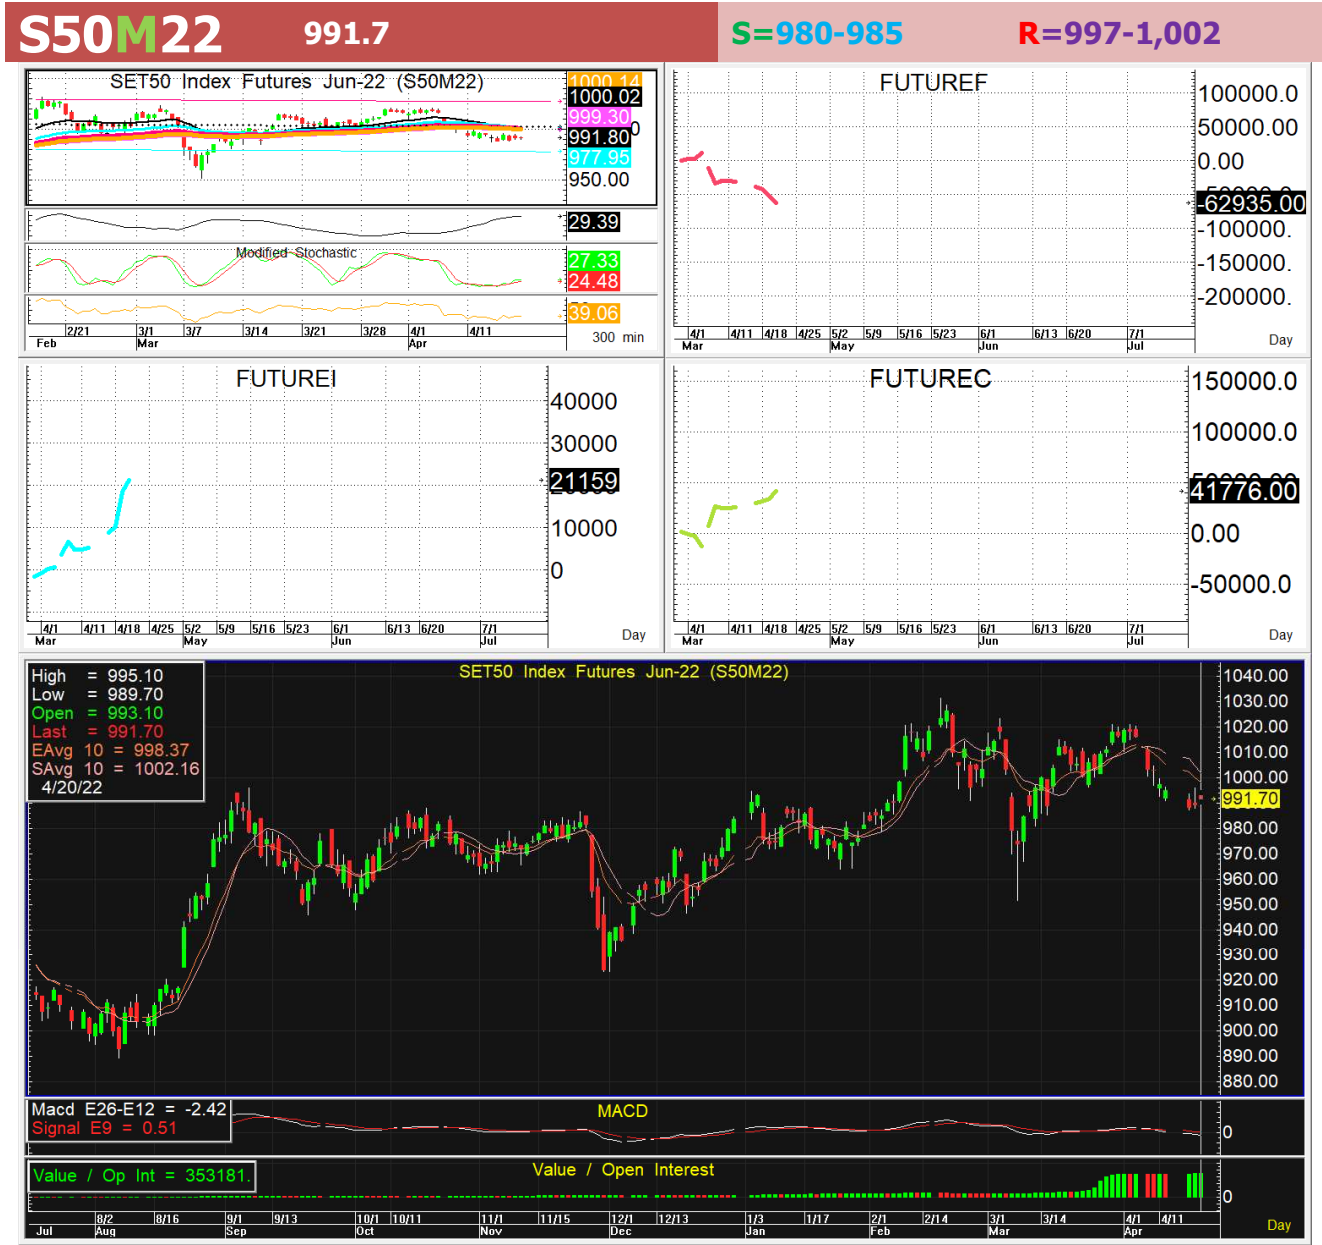 S50M22 991.7 S=980-985 R=997-1,002
SET50 Index Futures Jun-22 (S50M22)
1000.14
1000.02
999.30
991.80
977.95
950.00
29.39
Modified Stochastic
27.33
24.48
39.06
2/21 3/1 3/7 3/14 3/21 3/28 4/1 4/11
Feb Mar Apr
300 min
FUTUREF
100000.0
50000.00
0.00
-62935.00
-100000.
-150000.
-200000.
4/1 4/11 4/18 4/25 5/2 5/9 5/16 5/23 6/1 6/13 6/20 7/1
Mar May Jun Jul
Day
FUTUREI
40000
30000
21159
10000
0
4/1 4/11 4/18 4/25 5/2 5/9 5/16 5/23 6/1 6/13 6/20 7/1
Mar May Jun Jul
Day
FUTUREC
150000.0
100000.0
41776.00
0.00
-50000.0
4/1 4/11 4/18 4/25 5/2 5/9 5/16 5/23 6/1 6/13 6/20 7/1
Mar May Jun Jul
Day
SET50 Index Futures Jun-22 (S50M22)
High = 995.10
Low = 989.70
Open = 993.10
Last = 991.70
EAvg 10 = 998.37
SAvg 10 = 1002.16
4/20/22
1040.00
1030.00
1020.00
1010.00
1000.00
991.70
980.00
970.00
960.00
950.00
940.00
930.00
920.00
910.00
900.00
890.00
880.00
Macd E26-E12 = -2.42
Signal E9 = 0.51
MACD
0
Value / Op Int = 353181.
Value / Open Interest
0
8/2 8/16 9/1 9/13 10/1 10/11 11/1 11/15 12/1 12/13 1/3 1/17 2/1 2/14 3/1 3/14 4/1 4/11
Jul Aug Sep Oct Nov Dec Jan Feb Mar Apr
Day